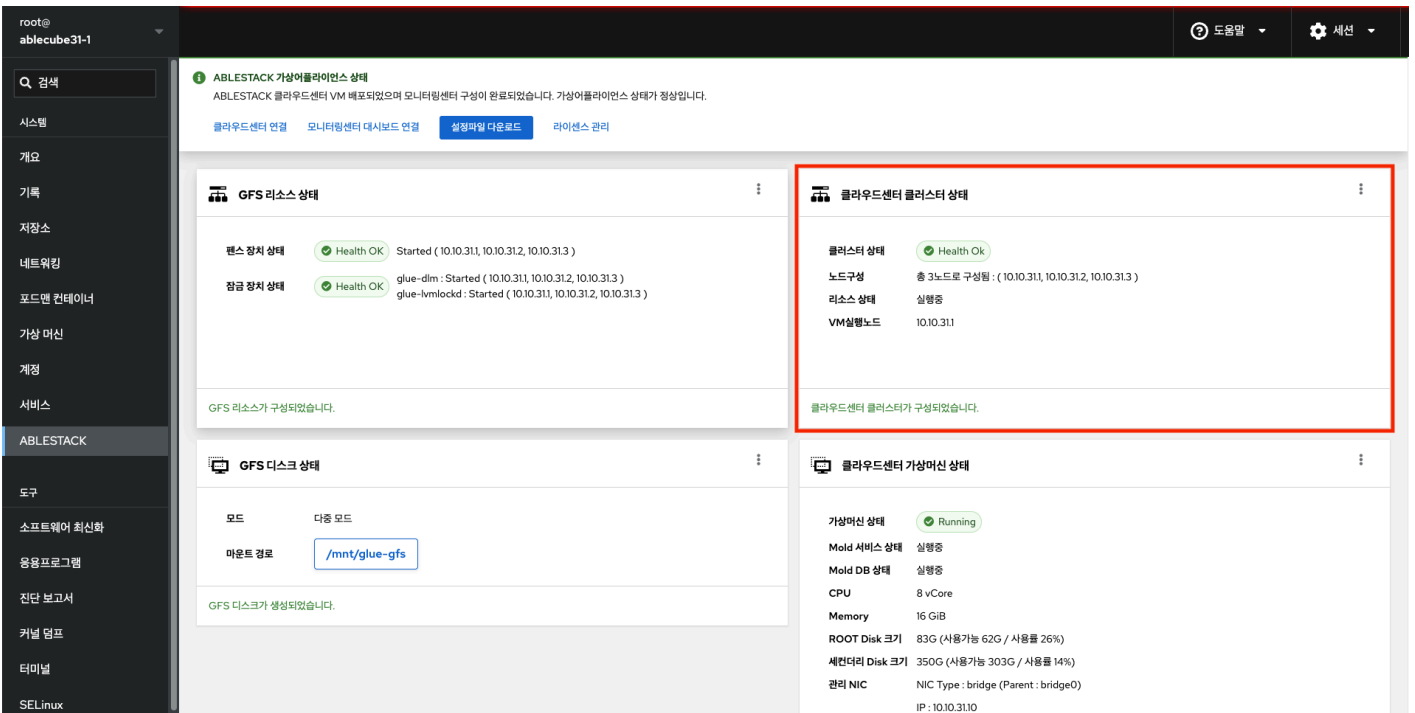 root@
ablecube31-1
도움말
세션
검색
시스템
개요
기록
저장소
네트워킹
포드맨 컨테이너
가상 머신
계정
서비스
ABLESTACK
도구
소프트웨어 최신화
응용프로그램
진단 보고서
커널 덤프
터미널
SELinux
ABLESTACK 가상어플라이언스 상태
ABLESTACK 클라우드센터 VM 배포되었으며 모니터링센터 구성이 완료되었습니다. 가상어플라이언스 상태가 정상입니다.
클라우드센터 연결 모니터링센터 대시보드 연결 설정파일 다운로드 라이센스 관리
GFS 리소스 상태
펜스 장치 상태 Health OK Started ( 10.10.31.1, 10.10.31.2, 10.10.31.3 )
잠금 장치 상태 Health OK glue-dlm : Started ( 10.10.31.1, 10.10.31.2, 10.10.31.3 )
glue-lvmlockd : Started ( 10.10.31.1, 10.10.31.2, 10.10.31.3 )
GFS 리소스가 구성되었습니다.
클라우드센터 클러스터 상태
클러스터 상태 Health Ok
노드구성 총 3노드로 구성됨 : ( 10.10.31.1, 10.10.31.2, 10.10.31.3 )
리소스 상태 실행중
VM실행노드 10.10.31.1
클라우드센터 클러스터가 구성되었습니다.
GFS 디스크 상태
모드 다중 모드
마운트 경로 /mnt/glue-gfs
GFS 디스크가 생성되었습니다.
클라우드센터 가상머신 상태
가상머신 상태 Running
Mold 서비스 상태 실행중
Mold DB 상태 실행중
CPU 8 vCore
Memory 16 GiB
ROOT Disk 크기 83G (사용가능 62G / 사용률 26%)
세컨더리 Disk 크기 350G (사용가능 303G / 사용률 14%)
관리 NIC NIC Type : bridge (Parent : bridge0)
IP : 10.10.31.10